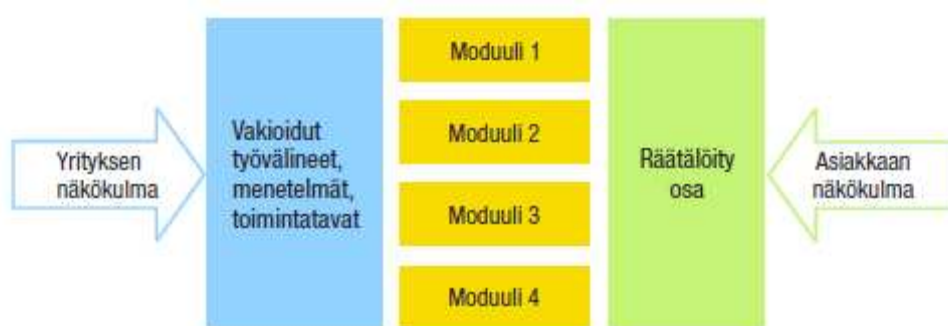 Yrityksen
näkökulma
Vakioidut
työvälineet,
menetelmät,
toimintatavat
Moduuli 1
Moduuli 2
Moduuli 3
Moduuli 4
Räätälöity
osa
Asiakkaan
näkökulma